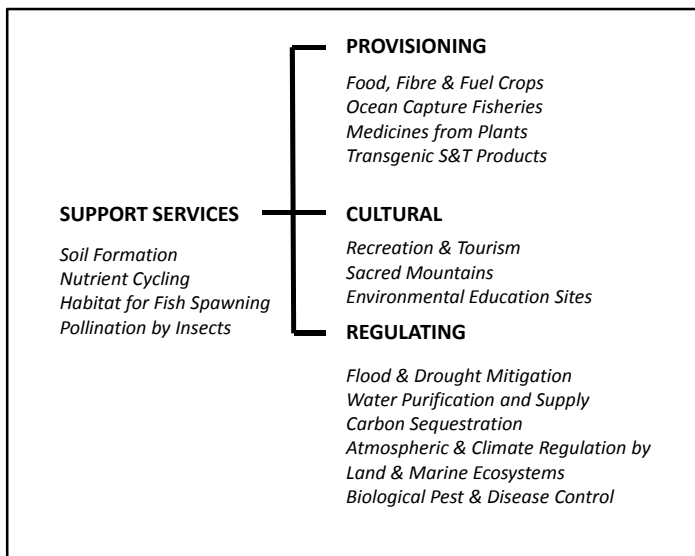 PROVISIONING
Food, Fibre & Fuel Crops
Ocean Capture Fisheries
Medicines from Plants
Transgenic S&T Products
SUPPORT SERVICES
Soil Formation
Nutrient Cycling
Habitat for Fish Spawning
Pollination by Insects
CULTURAL
Recreation & Tourism
Sacred Mountains
Environmental Education Sites
REGULATING
Flood & Drought Mitigation
Water Purification and Supply
Carbon Sequestration
Atmospheric & Climate Regulation by
Land & Marine Ecosystems
Biological Pest & Disease Control